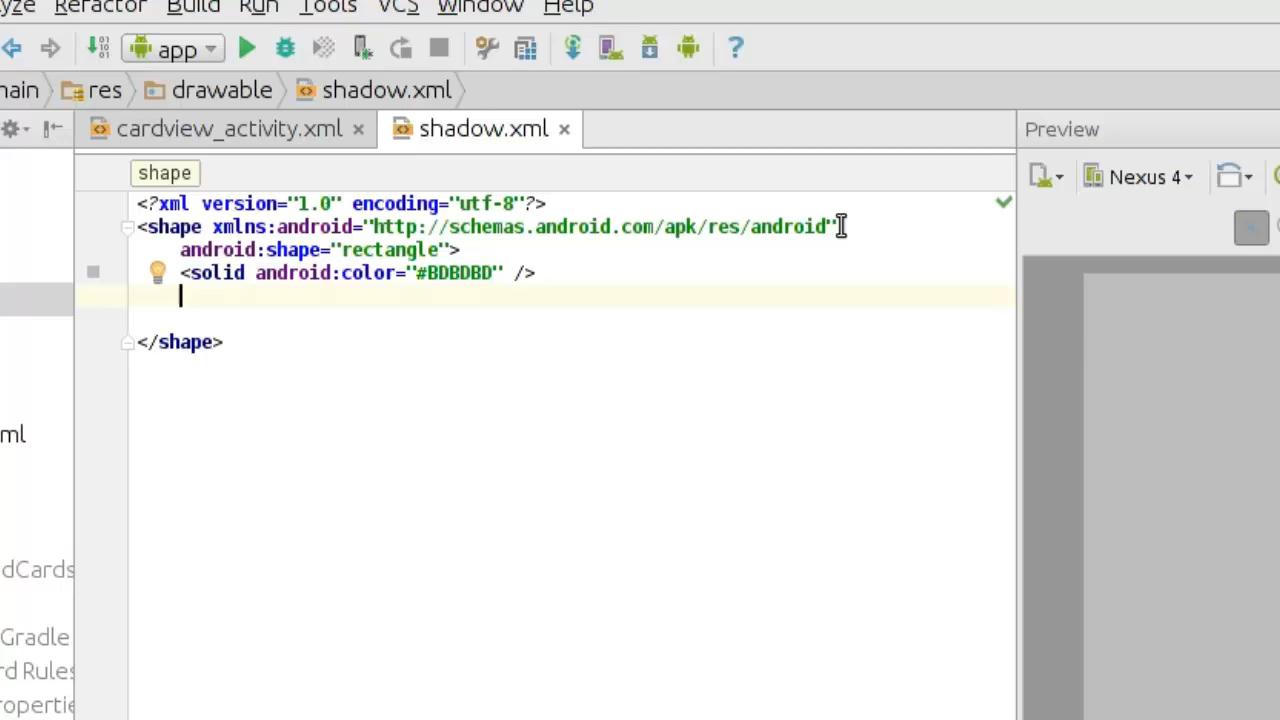 yze Refactor Build Run Tools VCS Window Help
app
?
main res drawable shadow.xml
cardview_activity.xml shadow.xml Preview
shape
Nexus 4
<?xml version="1.0" encoding="utf-8"?>
<shape xmlns:android="http://schemas.android.com/apk/res/android"
android:shape="rectangle">
<solid android:color="#BDBDBD" />
</shape>
ml
dCards
Gradle
rd Rules
ropertie